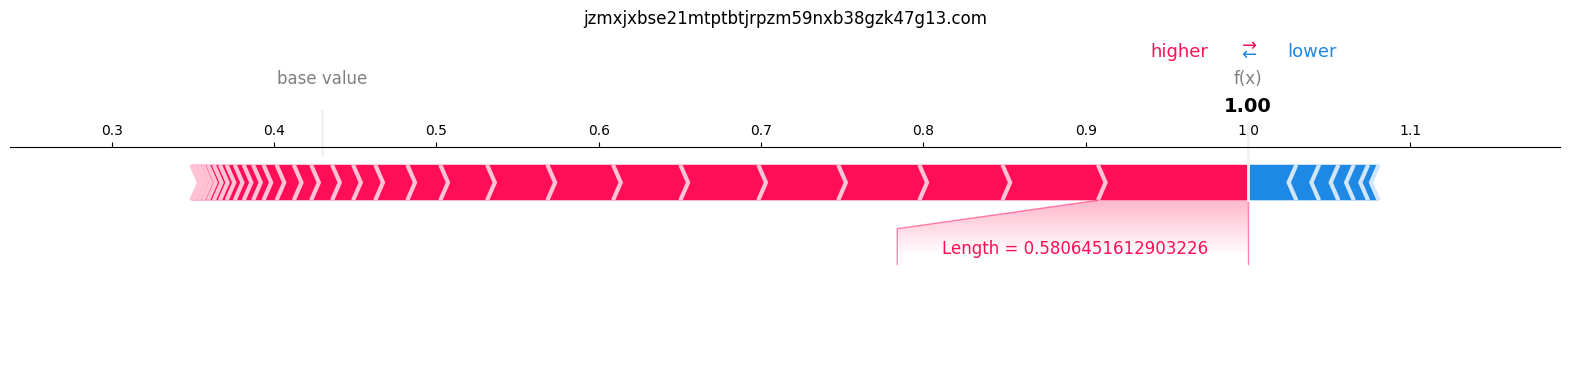 jzmxjxbse21mtptbtjrpzm59nxb38gzk47g13.com
higher ⇄ lower
base value f(x)
1.00
0.3 0.4 0.5 0.6 0.7 0.8 0.9 1.0 1.1
Length = 0.5806451612903226